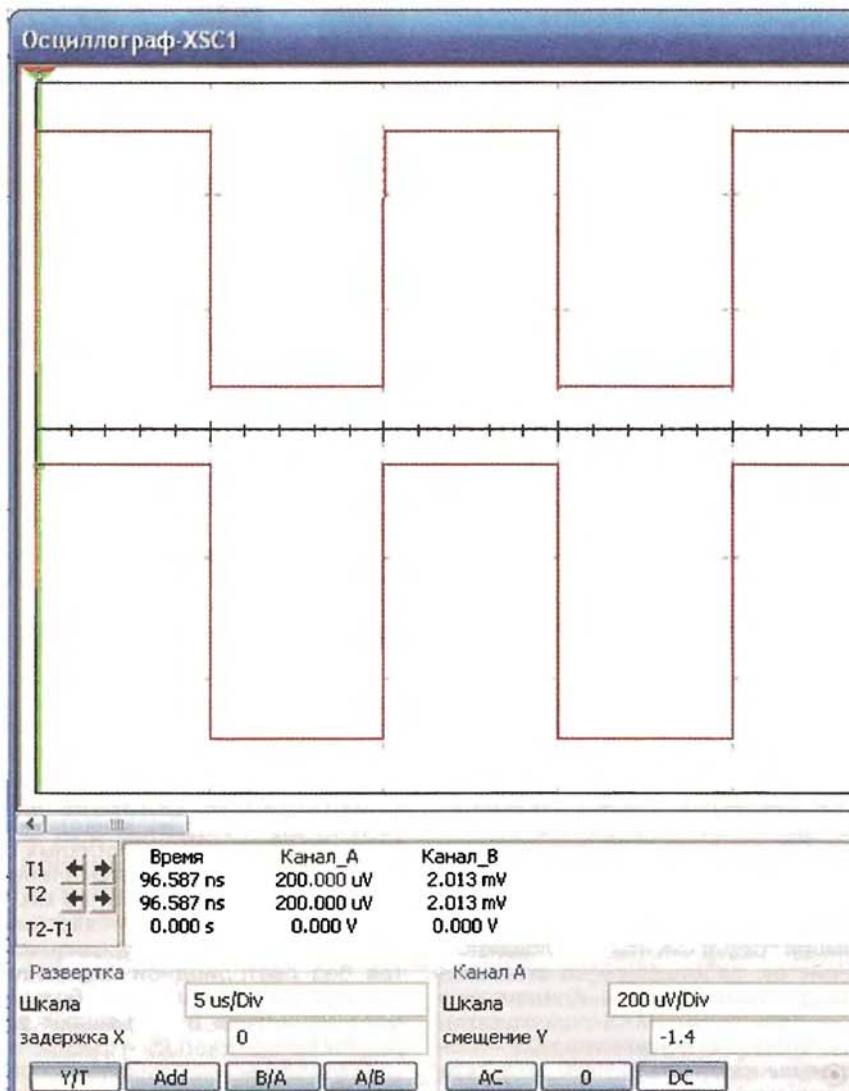 Осциллограф-XSC1
Время Канал_A Канал_B
T1 96.587 ns 200.000 uV 2.013 mV
T2 96.587 ns 200.000 uV 2.013 mV
T2-T1 0.000 s 0.000 V 0.000 V
Развертка Канал A
Шкала 5 us/Div Шкала 200 uV/Div
задержка X 0 смещение Y -1.4
Y/T Add B/A A/B AC 0 DC